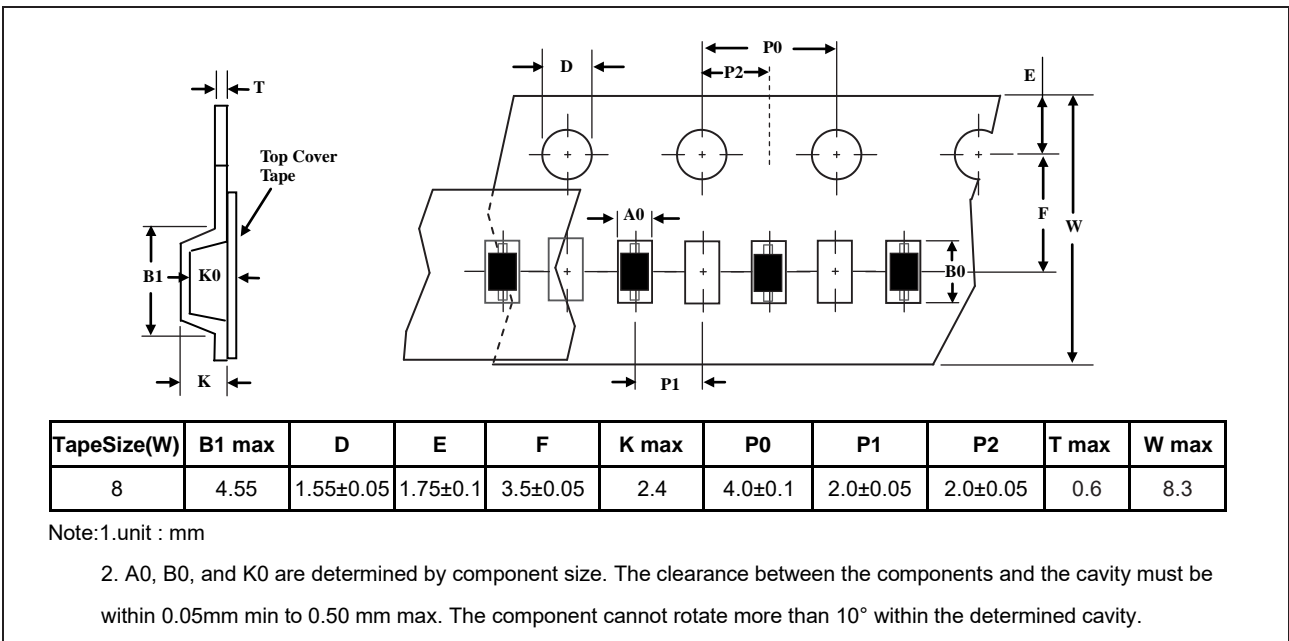 P0
D
P2
E
T
Top Cover
Tape
A0
F
W
B1
K0
B0
K
P1
TapeSize(W) B1 max D E F K max P0 P1 P2 T max W max
8 4.55 1.55±0.05 1.75±0.1 3.5±0.05 2.4 4.0±0.1 2.0±0.05 2.0±0.05 0.6 8.3
Note:1.unit : mm
2. A0, B0, and K0 are determined by component size. The clearance between the components and the cavity must be
within 0.05mm min to 0.50 mm max. The component cannot rotate more than 10° within the determined cavity.